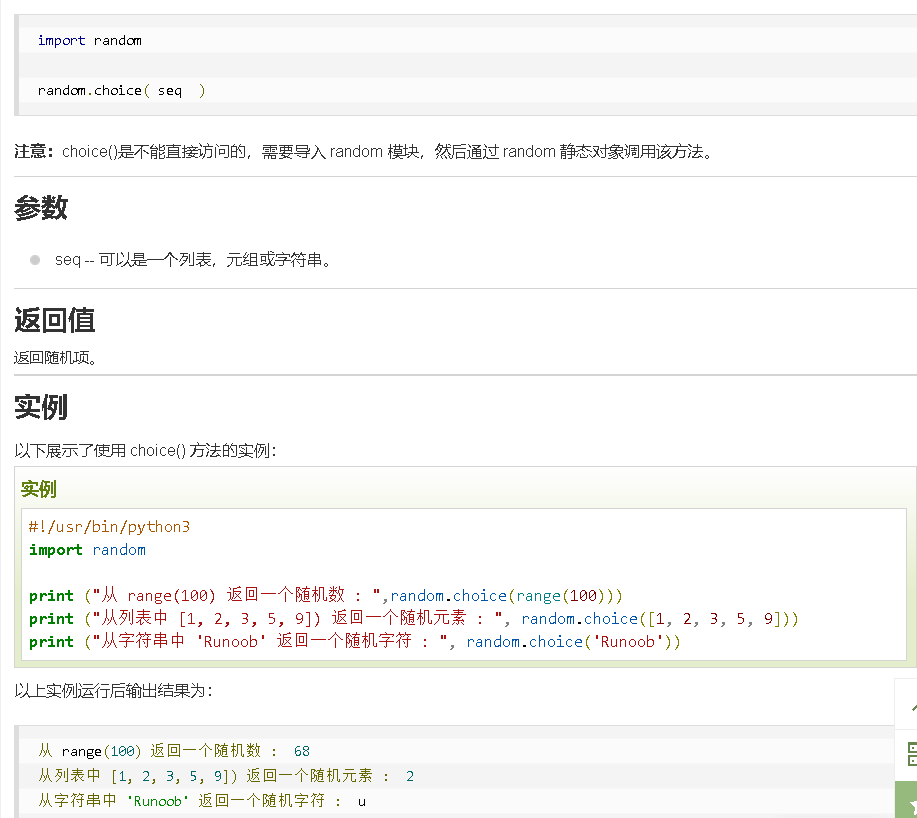 import random
random.choice( seq  )
注意：choice()是不能直接访问的，需要导入 random 模块，然后通过 random 静态对象调用该方法。
参数
seq -- 可以是一个列表，元组或字符串。
返回值
返回随机项。
实例
以下展示了使用 choice() 方法的实例：
实例
#!/usr/bin/python3
import random
print ("从 range(100) 返回一个随机数 : ",random.choice(range(100)))
print ("从列表中 [1, 2, 3, 5, 9]) 返回一个随机元素 : ", random.choice([1, 2, 3, 5, 9]))
print ("从字符串中 'Runoob' 返回一个随机字符 : ", random.choice('Runoob'))
以上实例运行后输出结果为：
从 range(100) 返回一个随机数 :  68
从列表中 [1, 2, 3, 5, 9]) 返回一个随机元素 :  2
从字符串中 'Runoob' 返回一个随机字符 :  u